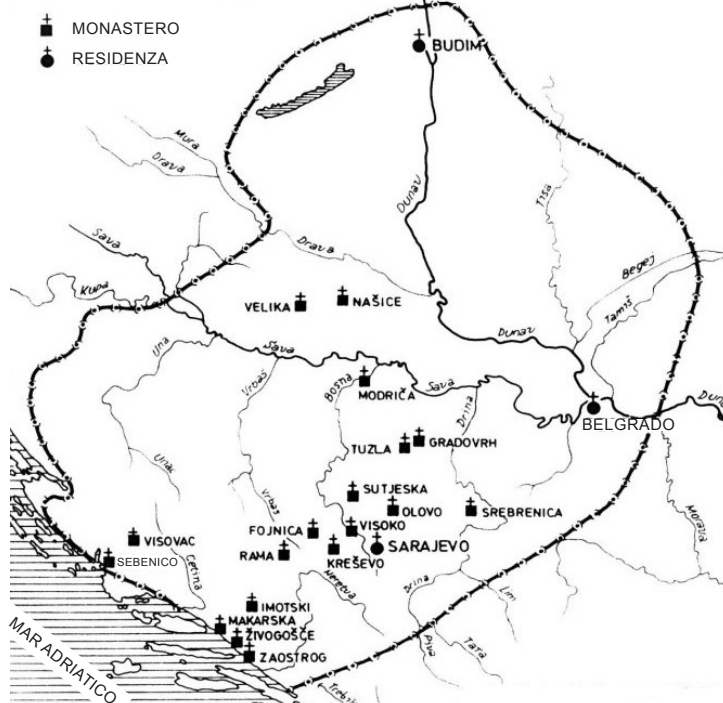 MONASTERO
RESIDENZA
BUDIM
Mura
Drava
Dunav
Tisa
Sava
Drava
Begej
Kupa
Tamiš
VELIKA
NAŠICE
Una
Sava
Vrbas
Bosna
Dunav
MODRIČA
Sava
Drina
BELGRADO
TUZLA
GRADOVRH
Unac
SUTJESKA
OLOVO
SREBRENICA
Morava
Vrbas
FOJNICA
VISOKO
VISOVAC
SEBENICO
RAMA
KREŠEVO
SARAJEVO
Cetina
Neretva
Drina
Lim
IMOTSKI
MAKARSKA
ŽIVOGOŠĆE
ZAOSTROG
Piva
Tara
MAR ADRIATICO